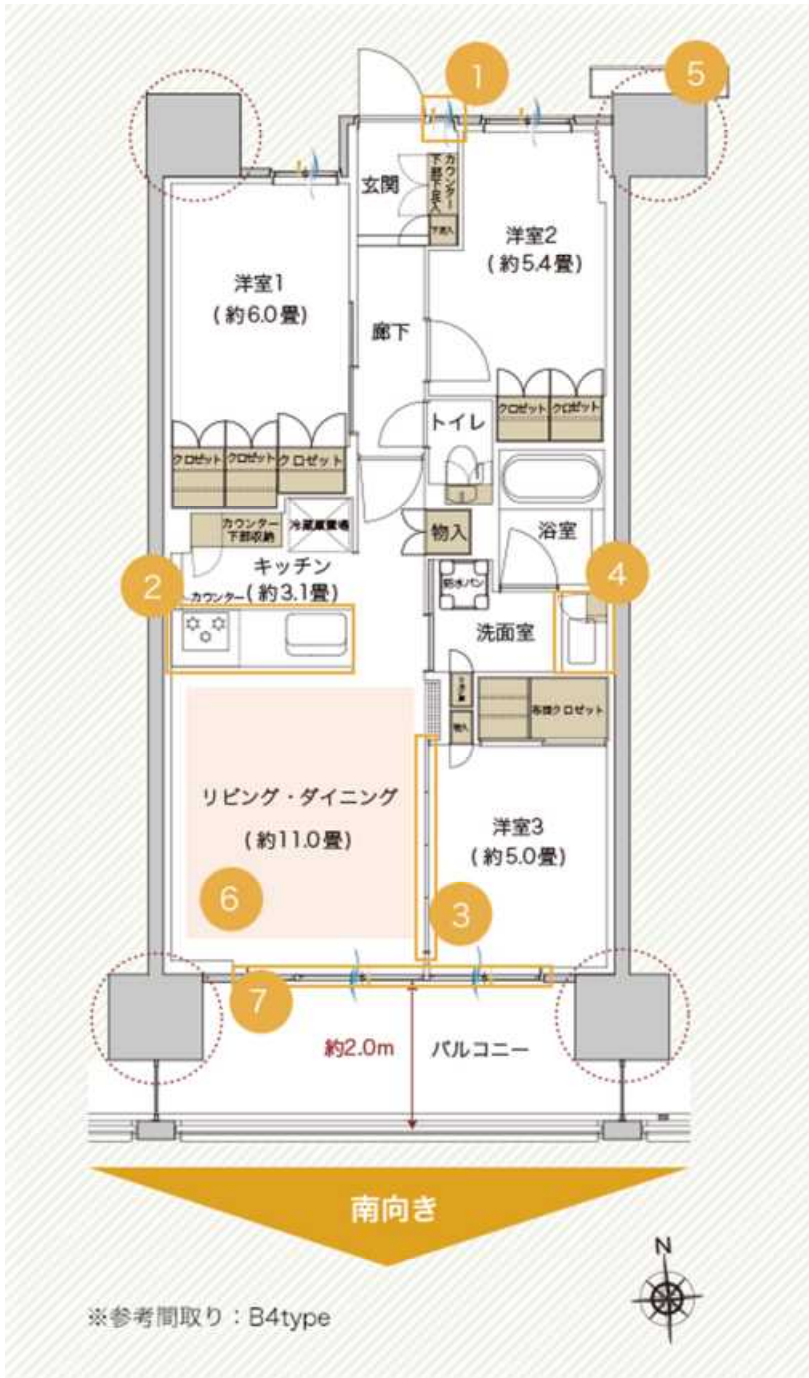 1
5
玄関
カウンター
下部下足入
下足入
洋室2
(約5.4畳)
洋室1
(約6.0畳)
廊下
トイレ
クロゼット
クロゼット
クロゼット
クロゼット
クロゼット
カウンター
下部収納
冷蔵庫置場
物入
浴室
キッチン
(約3.1畳)
カウンター
2
防水パン
4
洗面室
布団クロゼット
物入
リビング・ダイニング
(約11.0畳)
洋室3
(約5.0畳)
6
3
7
約2.0m
バルコニー
南向き
N
※参考間取り：B4type